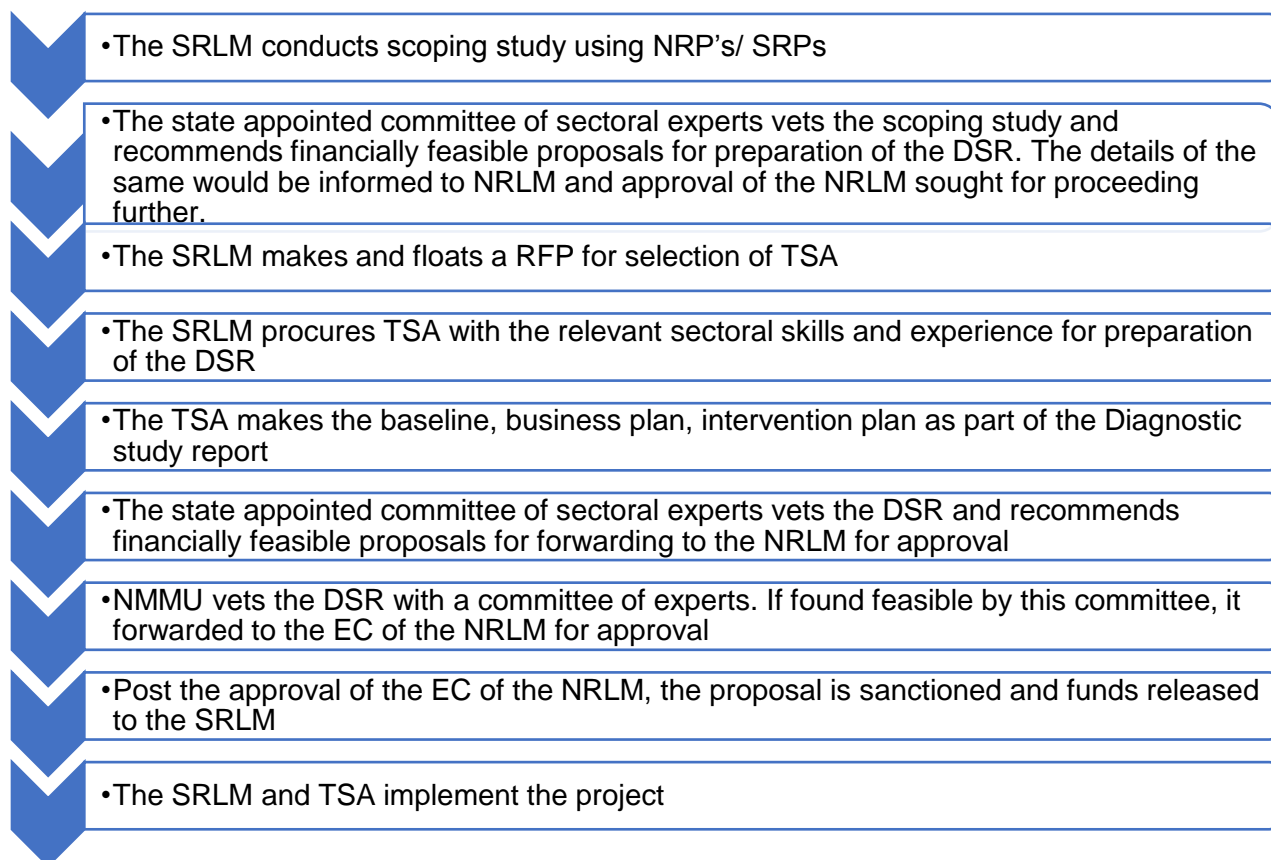 •The SRLM conducts scoping study using NRP's/ SRPs
•The state appointed committee of sectoral experts vets the scoping study and
recommends financially feasible proposals for preparation of the DSR. The details of the
same would be informed to NRLM and approval of the NRLM sought for proceeding
further.
•The SRLM makes and floats a RFP for selection of TSA
•The SRLM procures TSA with the relevant sectoral skills and experience for preparation
of the DSR
•The TSA makes the baseline, business plan, intervention plan as part of the Diagnostic
study report
•The state appointed committee of sectoral experts vets the DSR and recommends
financially feasible proposals for forwarding to the NRLM for approval
•NMMU vets the DSR with a committee of experts. If found feasible by this committee, it
forwarded to the EC of the NRLM for approval
•Post the approval of the EC of the NRLM, the proposal is sanctioned and funds released
to the SRLM
•The SRLM and TSA implement the project